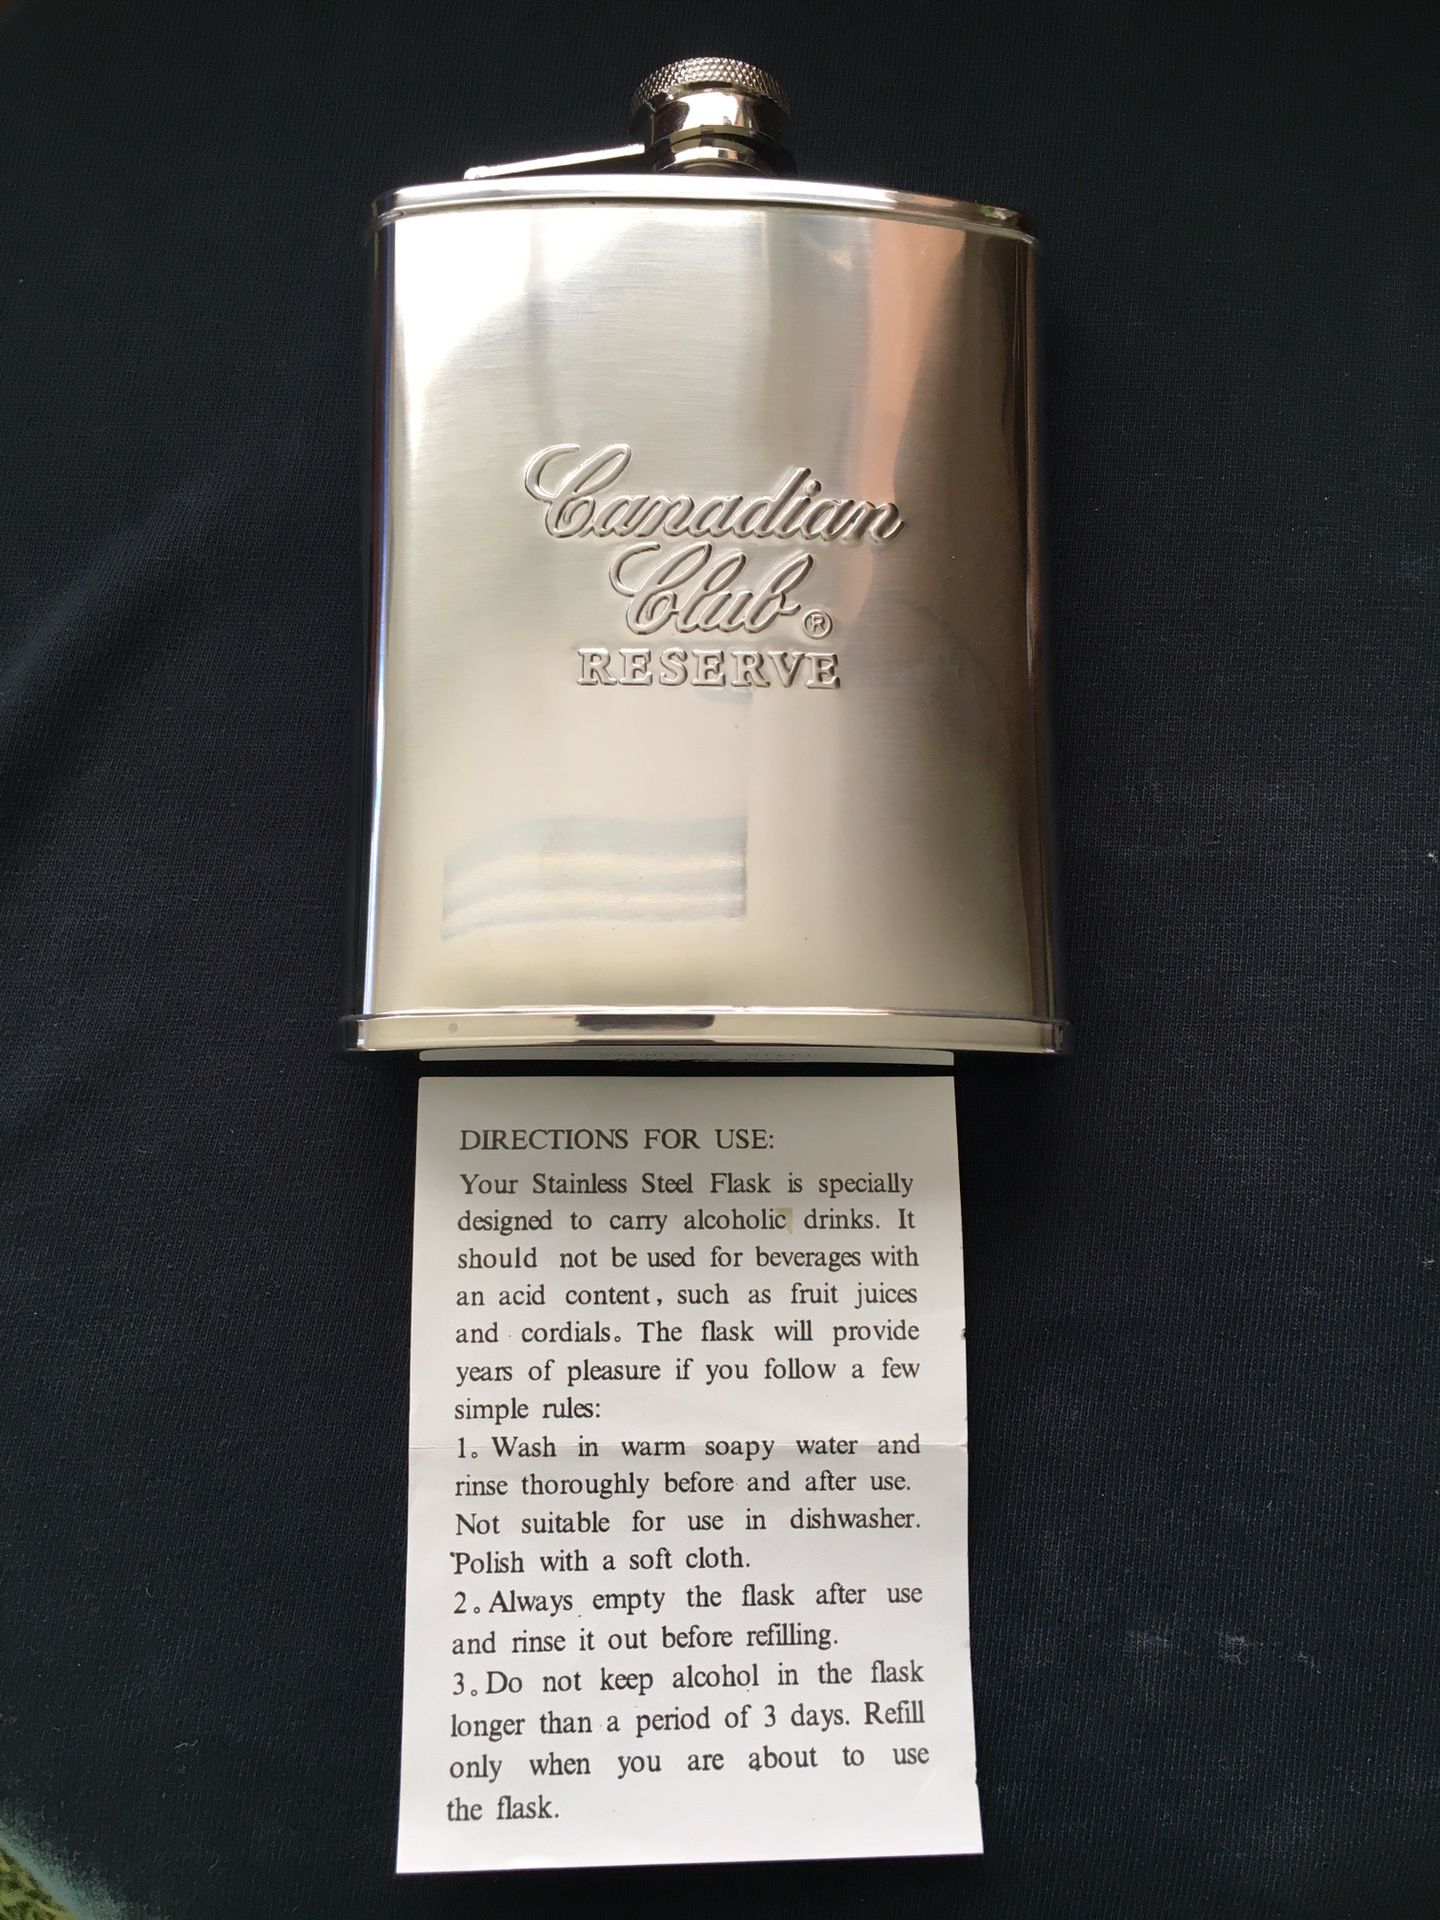 Canadian
Club®
RESERVE
STAINLESS STEEL
DIRECTIONS FOR USE:
Your Stainless Steel Flask is specially
designed to carry alcoholic drinks. It
should not be used for beverages with
an acid content, such as fruit juices
and cordials。The flask will provide
years of pleasure if you follow a few
simple rules:
1。Wash in warm soapy water and
rinse thoroughly before and after use.
Not suitable for use in dishwasher.
Polish with a soft cloth.
2。Always empty the flask after use
and rinse it out before refilling.
3。Do not keep alcohol in the flask
longer than a period of 3 days. Refill
only when you are about to use
the flask.